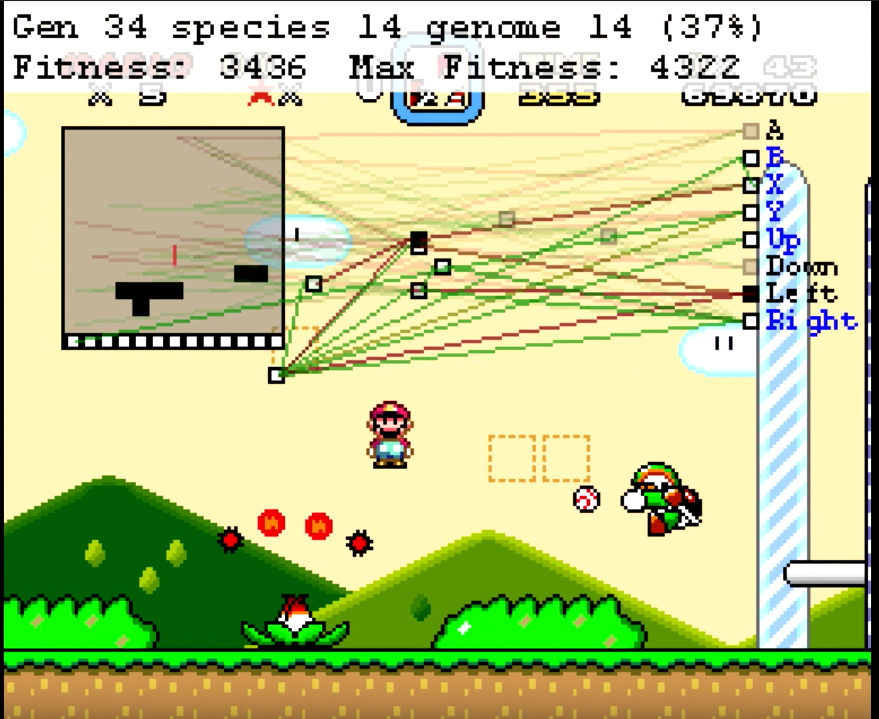 Gen 34 species 14 genome 14 (37%)
Fitness: 3436 Max Fitness: 4322
A
B
X
Y
Up
Down
Left
Right